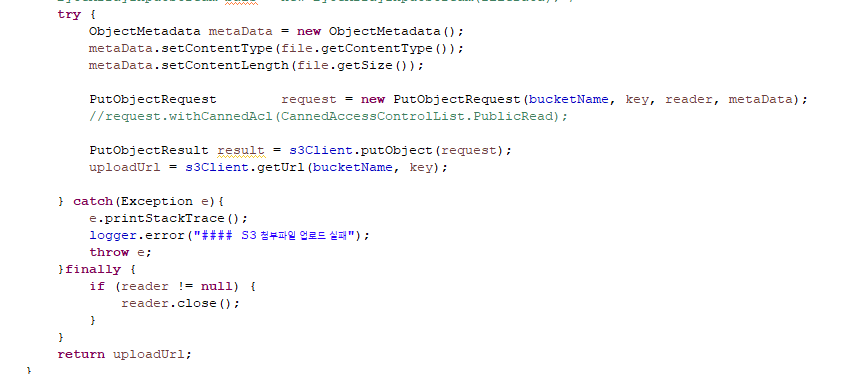 try {
ObjectMetadata metaData = new ObjectMetadata();
metaData.setContentType(file.getContentType());
metaData.setContentLength(file.getSize());
PutObjectRequest request = new PutObjectRequest(bucketName, key, reader, metaData);
//request.withCannedAcl(CannedAccessControlList.PublicRead);
PutObjectResult result = s3Client.putObject(request);
uploadUrl = s3Client.getUrl(bucketName, key);
} catch(Exception e){
e.printStackTrace();
logger.error("#### S3 첨부파일 업로드 실패");
throw e;
}finally {
if (reader != null) {
reader.close();
}
}
return uploadUrl;
}